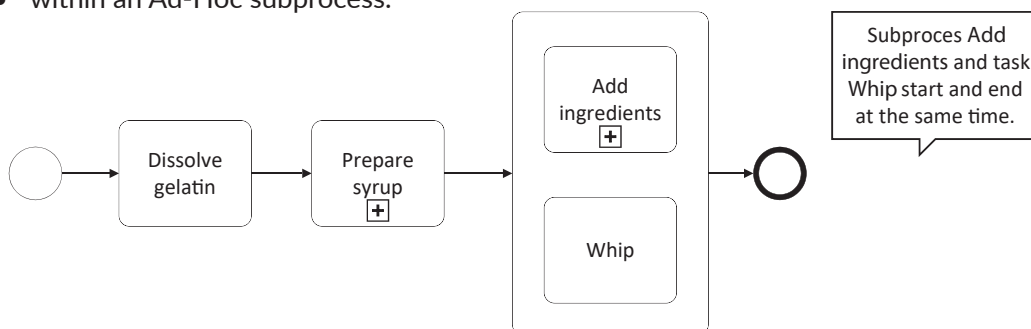 • within an Ad-Hoc subprocess.
Subproces Add
ingredients and task
Whip start and end
at the same time.
Add
ingredients
Dissolve
gelatin
Prepare
syrup
Whip